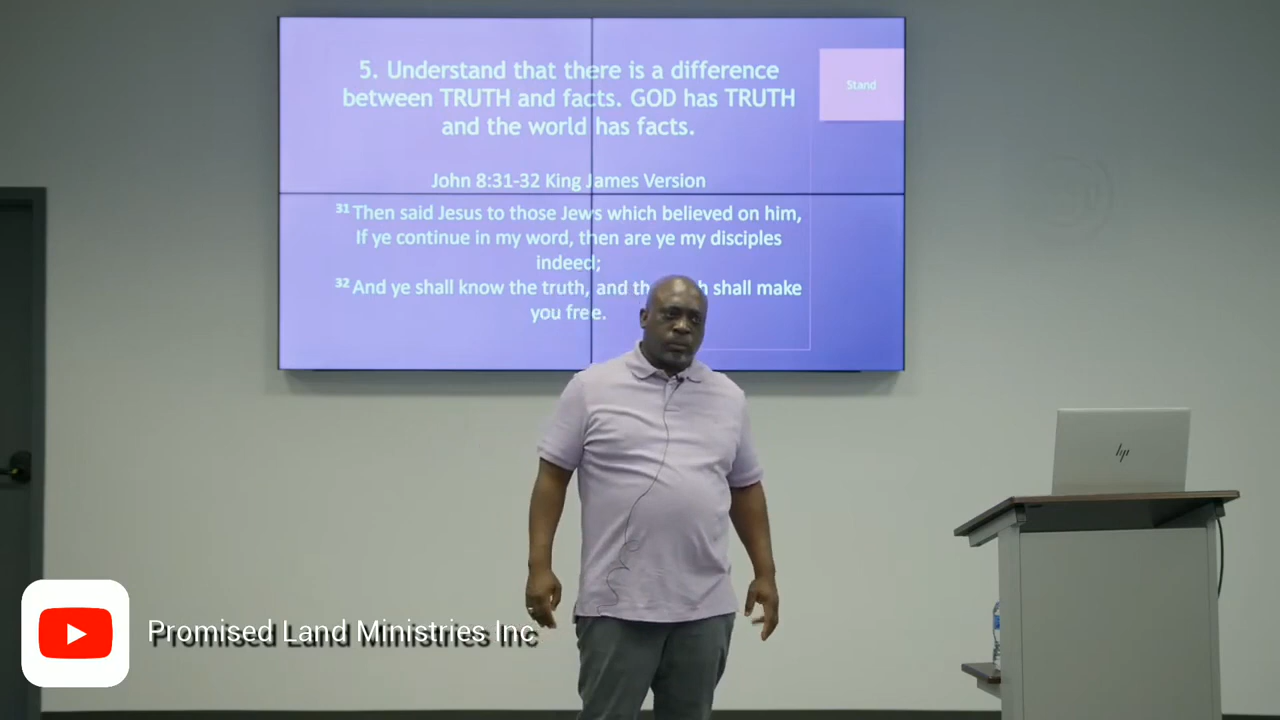 5. Understand that there is a difference
between TRUTH and facts. GOD has TRUTH
and the world has facts.
Stand
John 8:31-32 King James Version
31 Then said Jesus to those Jews which believed on him,
If ye continue in my word, then are ye my disciples
indeed;
32 And ye shall know the truth, and th h shall make
you free.
hp
Promised Land Ministries Inc